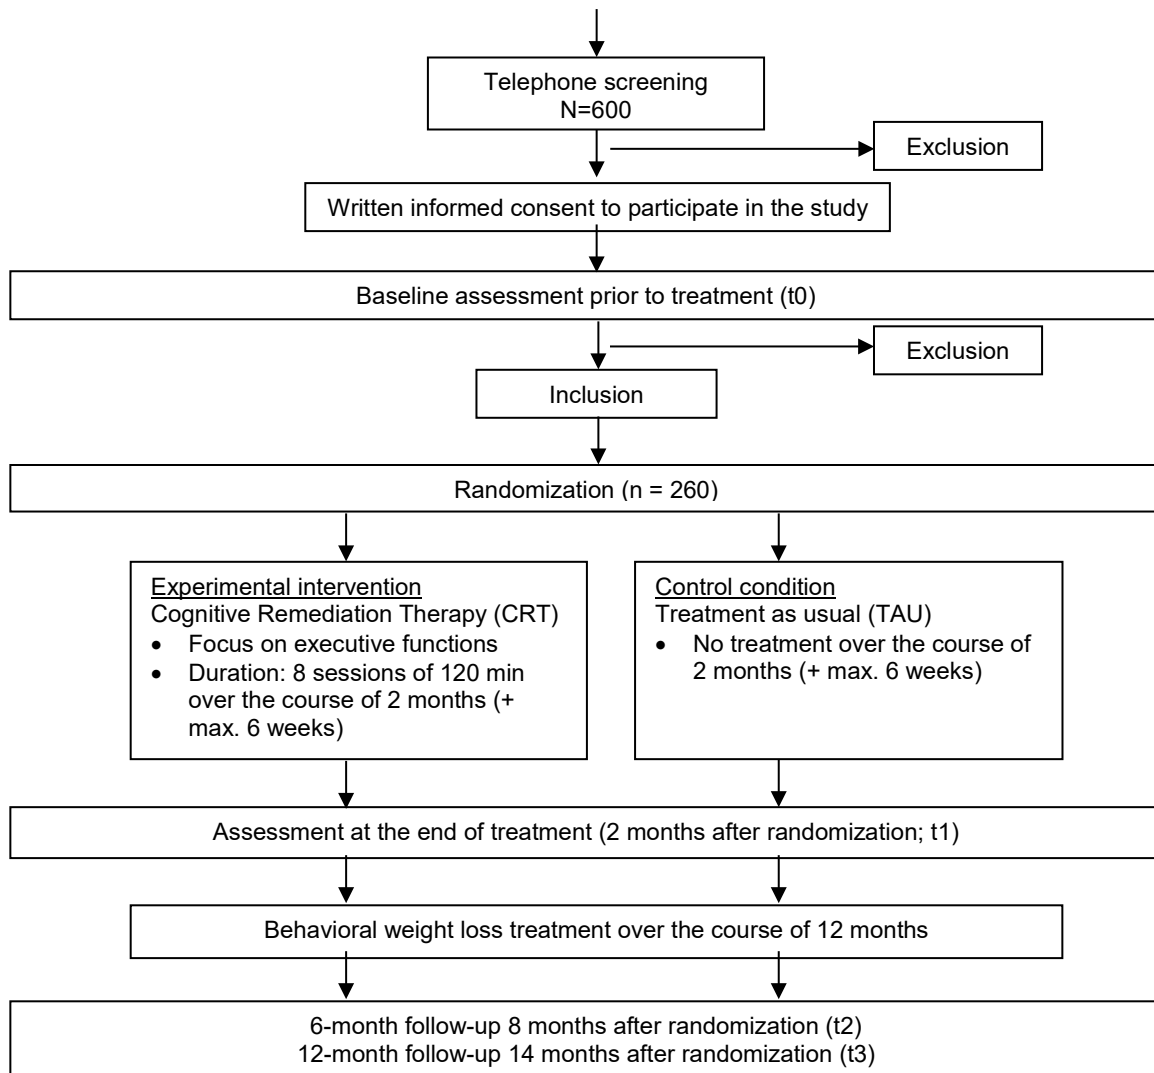 Telephone screening
N=600
Exclusion
Written informed consent to participate in the study
Baseline assessment prior to treatment (t0)
Exclusion
Inclusion
Randomization (n = 260)
Experimental intervention
Cognitive Remediation Therapy (CRT)
• Focus on executive functions
• Duration: 8 sessions of 120 min
over the course of 2 months (+
max. 6 weeks)
Control condition
Treatment as usual (TAU)
• No treatment over the course of
2 months (+ max. 6 weeks)
Assessment at the end of treatment (2 months after randomization; t1)
Behavioral weight loss treatment over the course of 12 months
6-month follow-up 8 months after randomization (t2)
12-month follow-up 14 months after randomization (t3)